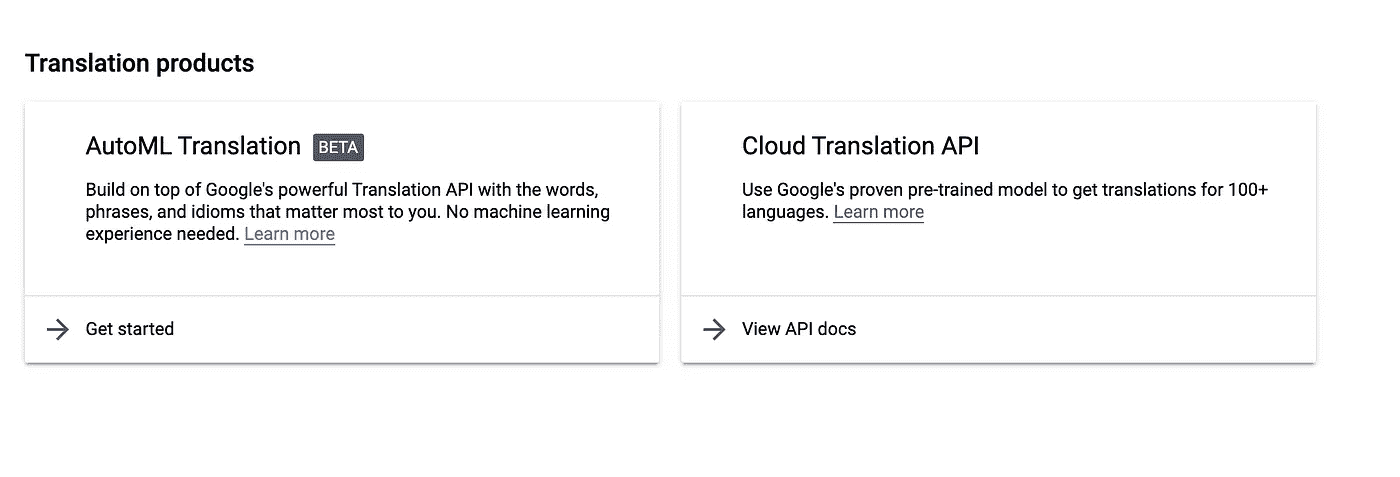 Translation products
AutoML Translation BETA
Build on top of Google's powerful Translation API with the words,
phrases, and idioms that matter most to you. No machine learning
experience needed. Learn more
Get started
Cloud Translation API
Use Google's proven pre-trained model to get translations for 100+
languages. Learn more
View API docs